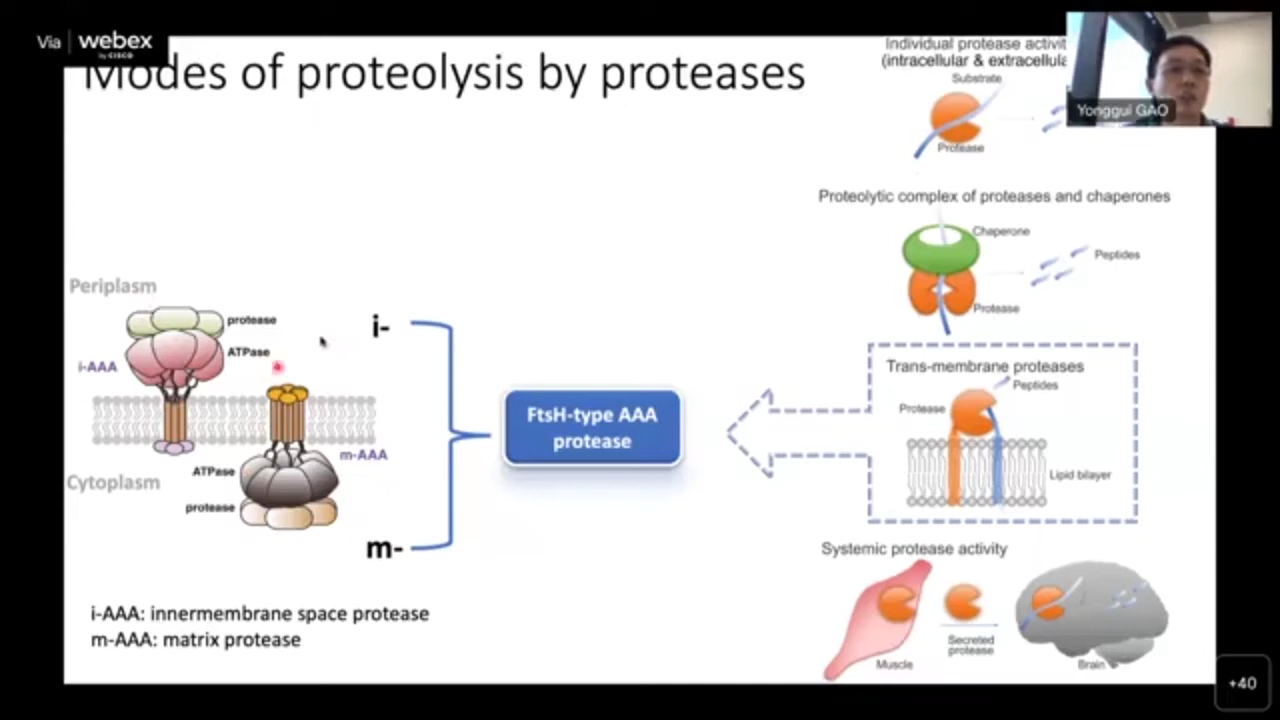 Via webex
by CISCO
Modes of proteolysis by proteases
Yonggui GAO
Individual protease activit
(intracellular & extracellula
Substrate
Protease
Proteolytic complex of proteases and chaperones
Chaperone
Peptides
Protease
Periplasm
protease
ATPase
i-AAA
m-AAA
ATPase
Cytoplasm
protease
i-
m-
FtsH-type AAA
protease
Trans-membrane proteases
Peptides
Protease
Lipid bilayer
Systemic protease activity
Secreted
protease
Muscle
Brain
i-AAA: innermembrane space protease
m-AAA: matrix protease
+40